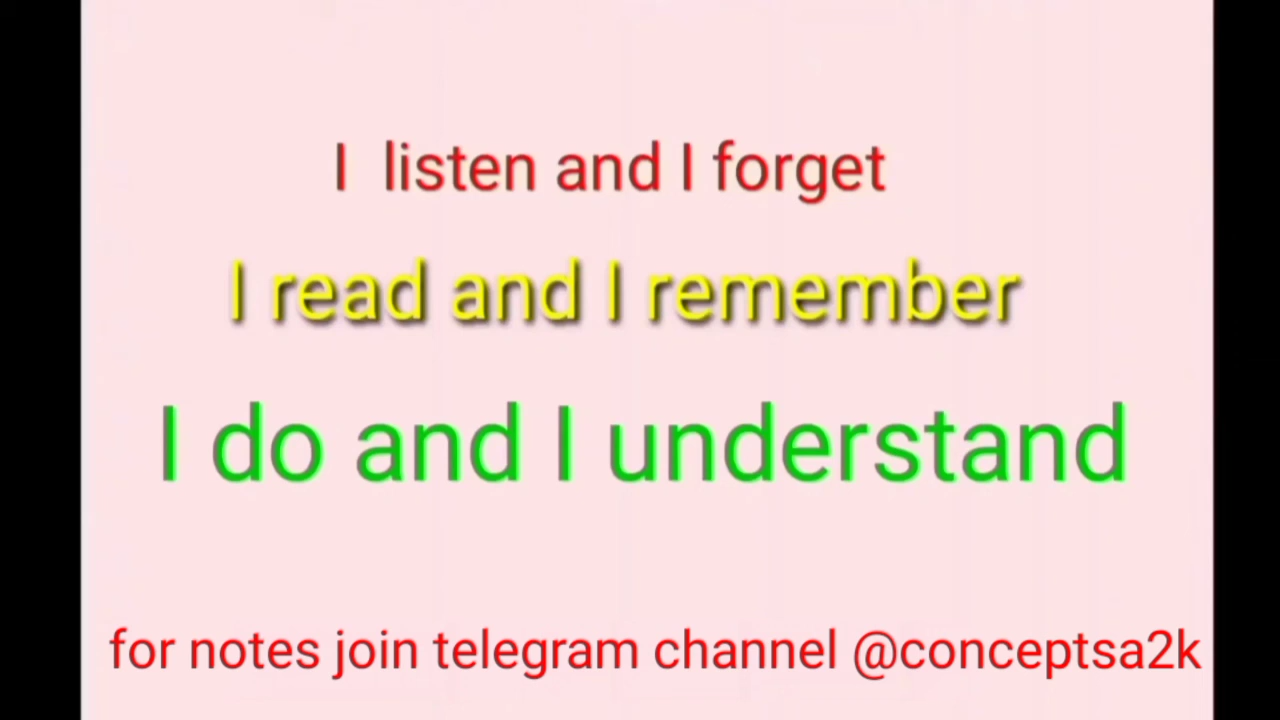 I listen and I forget
I read and I remember
I do and I understand
for notes join telegram channel @conceptsa2k